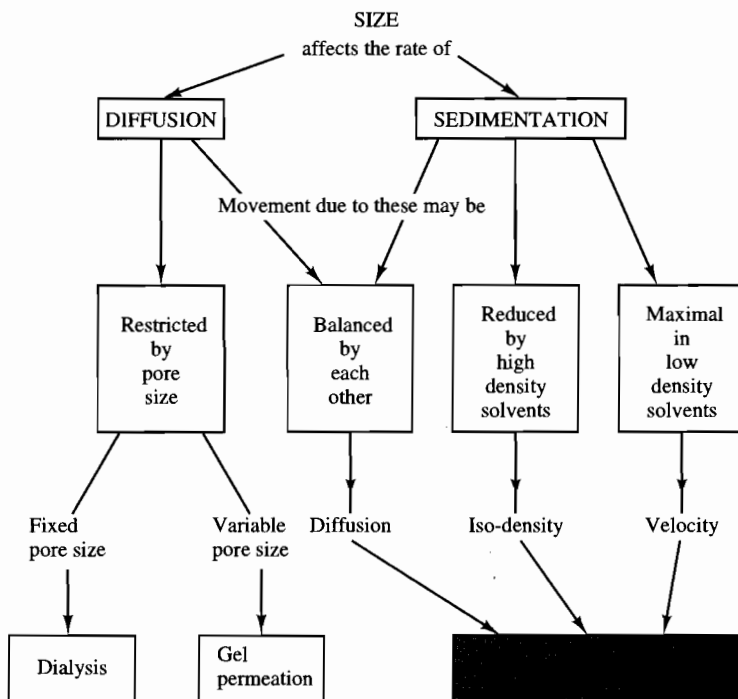 SIZE
affects the rate of
DIFFUSION
SEDIMENTATION
Movement due to these may be
Restricted
by
pore
size
Balanced
by
each
other
Reduced
by
high
density
solvents
Maximal
in
low
density
solvents
Fixed
pore size
Variable
pore size
Diffusion
Iso-density
Velocity
Dialysis
Gel
permeation